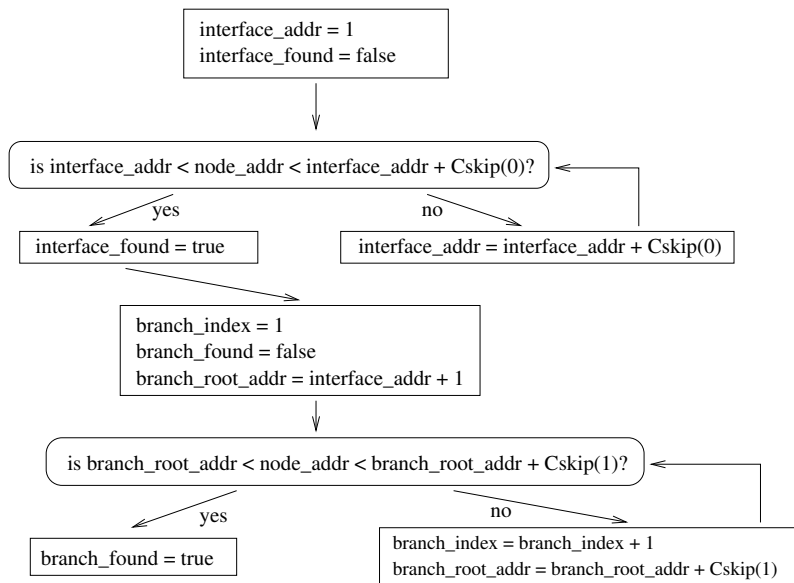 interface_addr = 1
interface_found = false
is interface_addr < node_addr < interface_addr + Cskip(0)?
yes
no
interface_found = true
interface_addr = interface_addr + Cskip(0)
branch_index = 1
branch_found = false
branch_root_addr = interface_addr + 1
is branch_root_addr < node_addr < branch_root_addr + Cskip(1)?
yes
no
branch_found = true
branch_index = branch_index + 1
branch_root_addr = branch_root_addr + Cskip(1)